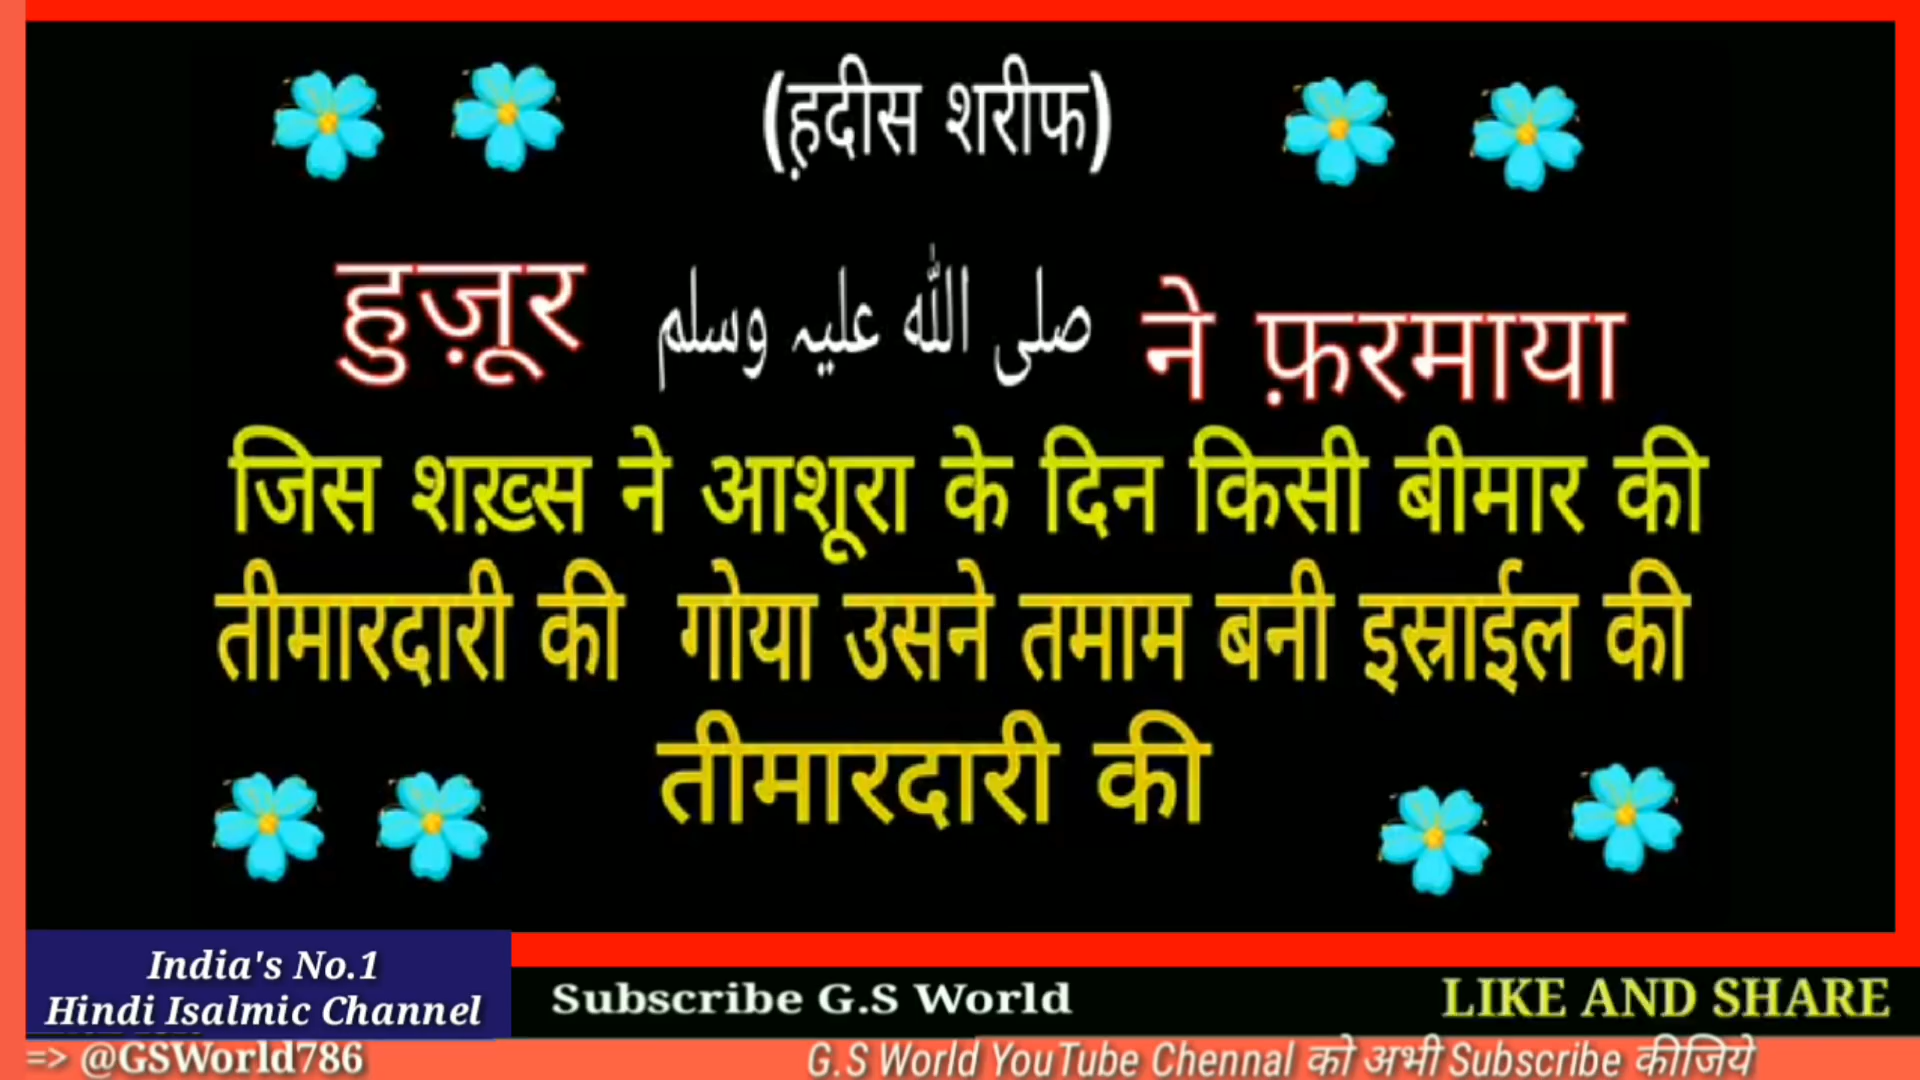 (ह़दीस शरीफ)
हुज़ूर صلی اللہ علیہ وسلم ने फ़रमाया
जिस शख़्स ने आशूरा के दिन किसी बीमार की
तीमारदारी की गोया उसने तमाम बनी इस्राईल की
तीमारदारी की
India's No.1
Hindi Isalmic Channel
Subscribe G.S World
LIKE AND SHARE
=> @GSWorld786
G.S World YouTube Chennal को अभी Subscribe कीजिये